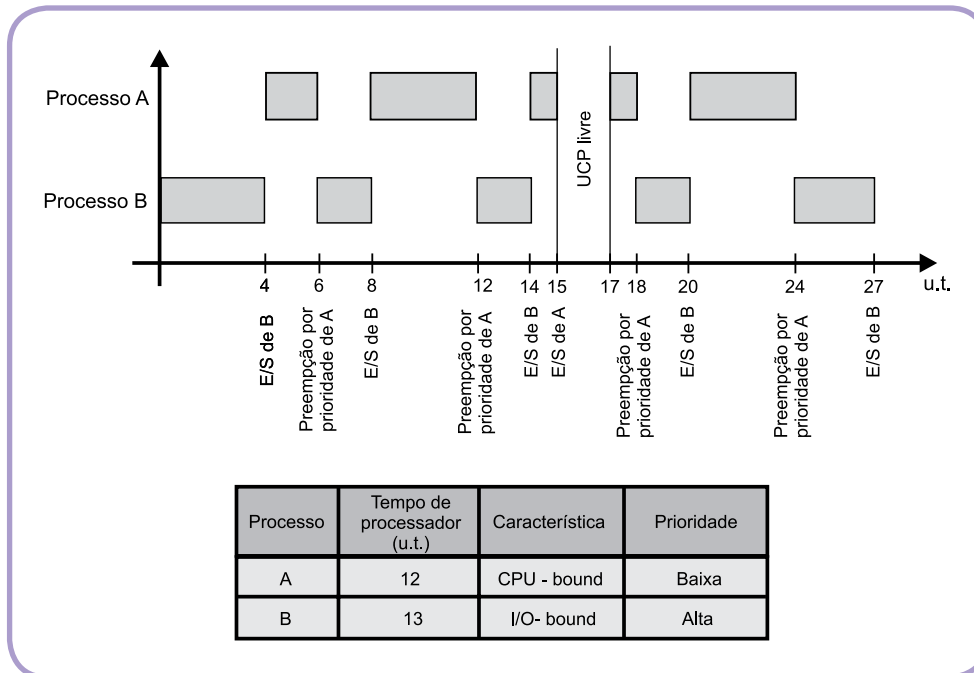 Processo A
UCP livre
Processo B
4
6
8
12
14
15
17
18
20
24
27
u.t.
E/S de B
Preempção por
prioridade de A
E/S de B
Preempção por
prioridade de A
E/S de B
E/S de A
Preempção por
prioridade de A
E/S de B
Preempção por
prioridade de A
E/S de B
Processo
Tempo de
processador
(u.t.)
Característica
Prioridade
A
12
CPU - bound
Baixa
B
13
I/O- bound
Alta